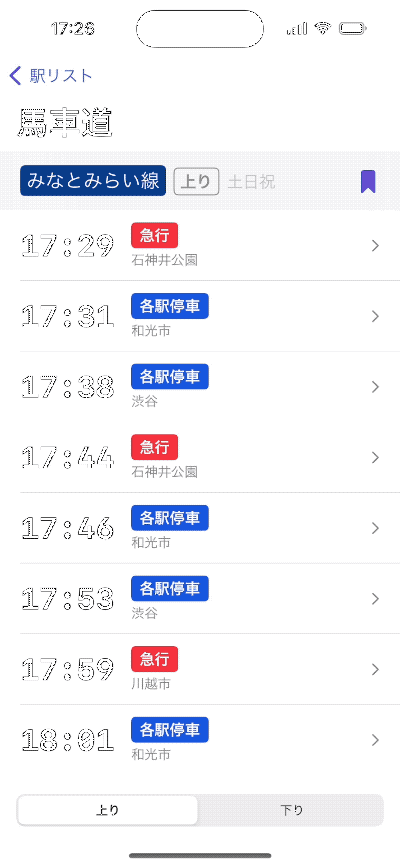 17:26
駅リスト
馬車道
みなとみらい線 上り 土日祝
17:29 急行
石神井公園
17:31 各駅停車
和光市
17:38 各駅停車
渋谷
17:44 急行
石神井公園
17:46 各駅停車
和光市
17:53 各駅停車
渋谷
17:59 急行
川越市
18:01 各駅停車
和光市
上り 下り